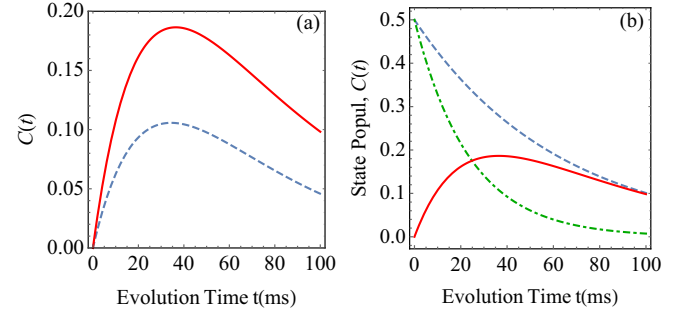 (a)
C(t)
0.20
0.15
0.10
0.05
0.00
0 20 40 60 80 100
Evolution Time t(ms)
(b)
State Popul, C(t)
0.5
0.4
0.3
0.2
0.1
0.0
0 20 40 60 80 100
Evolution Time t(ms)